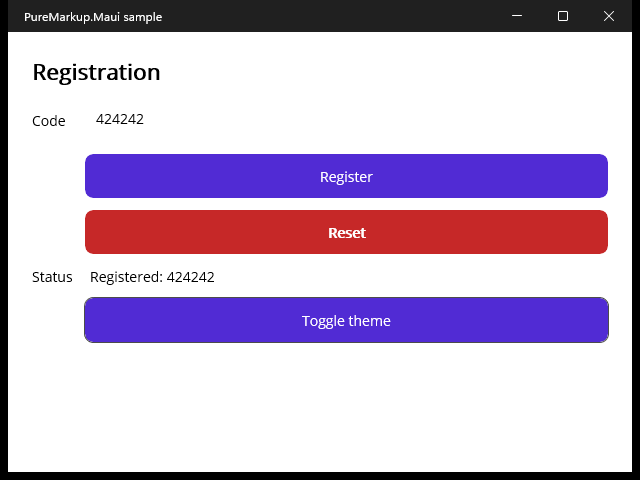 PureMarkup.Maui sample
Registration
Code 424242
Register
Reset
Status Registered: 424242
Toggle theme